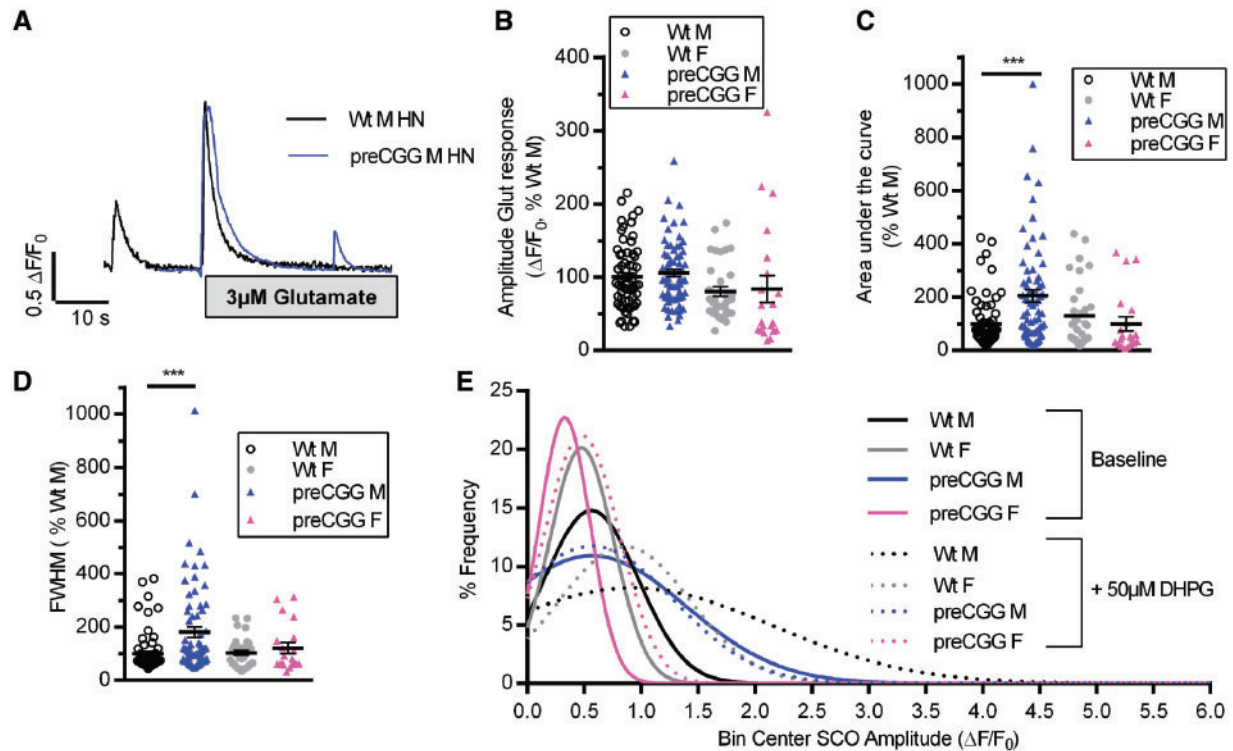 A
Wt M HN
preCGG M HN
0.5 ΔF/F0
10 s
3μM Glutamate
B
Wt M
Wt F
preCGG M
preCGG F
Amplitude Glut response
(ΔF/F0, % Wt M)
400
300
200
100
0
C
***
Wt M
Wt F
preCGG M
preCGG F
Area under the curve
(% Wt M)
1000
800
600
400
200
0
D
***
Wt M
Wt F
preCGG M
preCGG F
FWHM ( % Wt M)
1000
800
600
400
200
0
E
% Frequency
25
20
15
10
5
0
0.0 0.5 1.0 1.5 2.0 2.5 3.0 3.5 4.0 4.5 5.0 5.5 6.0
Bin Center SCO Amplitude (ΔF/F0)
Wt M
Wt F
preCGG M
preCGG F
Baseline
Wt M
Wt F
preCGG M
preCGG F
+ 50μM DHPG